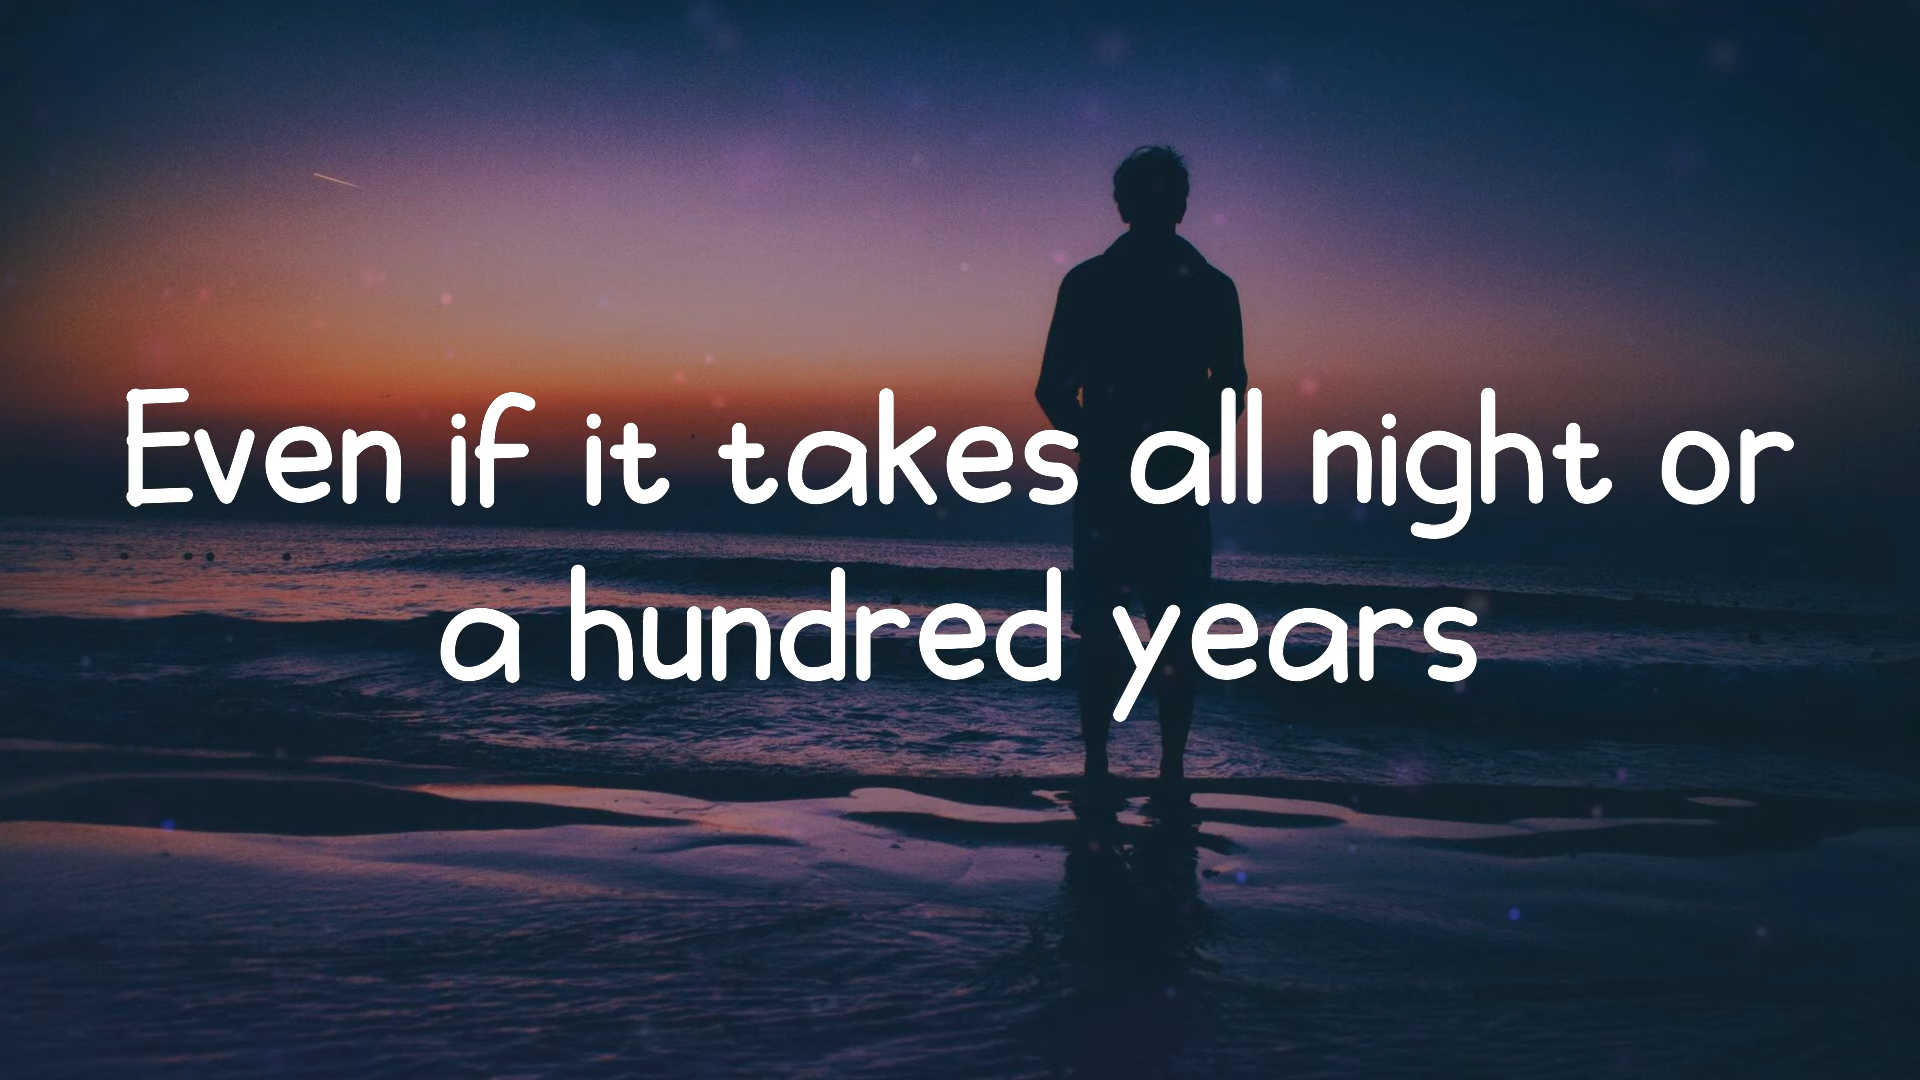 Even if it takes all night or
a hundred years